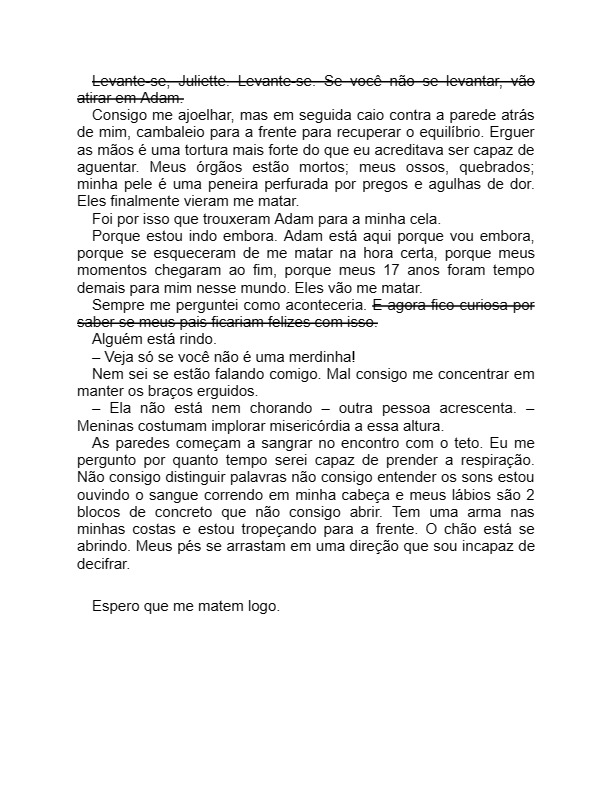 Levante-se, Juliette. Levante-se. Se você não se levantar, vão
atirar em Adam.
Consigo me ajoelhar, mas em seguida caio contra a parede atrás
de mim, cambaleio para a frente para recuperar o equilíbrio. Erguer
as mãos é uma tortura mais forte do que eu acreditava ser capaz de
aguentar. Meus órgãos estão mortos; meus ossos, quebrados;
minha pele é uma peneira perfurada por pregos e agulhas de dor.
Eles finalmente vieram me matar.
Foi por isso que trouxeram Adam para a minha cela.
Porque estou indo embora. Adam está aqui porque vou embora,
porque se esqueceram de me matar na hora certa, porque meus
momentos chegaram ao fim, porque meus 17 anos foram tempo
demais para mim nesse mundo. Eles vão me matar.
Sempre me perguntei como aconteceria. E agora fico curiosa por
saber se meus pais ficariam felizes com isso.
Alguém está rindo.
– Veja só se você não é uma merdinha!
Nem sei se estão falando comigo. Mal consigo me concentrar em
manter os braços erguidos.
– Ela não está nem chorando – outra pessoa acrescenta. –
Meninas costumam implorar misericórdia a essa altura.
As paredes começam a sangrar no encontro com o teto. Eu me
pergunto por quanto tempo serei capaz de prender a respiração.
Não consigo distinguir palavras não consigo entender os sons estou
ouvindo o sangue correndo em minha cabeça e meus lábios são 2
blocos de concreto que não consigo abrir. Tem uma arma nas
minhas costas e estou tropeçando para a frente. O chão está se
abrindo. Meus pés se arrastam em uma direção que sou incapaz de
decifrar.
Espero que me matem logo.